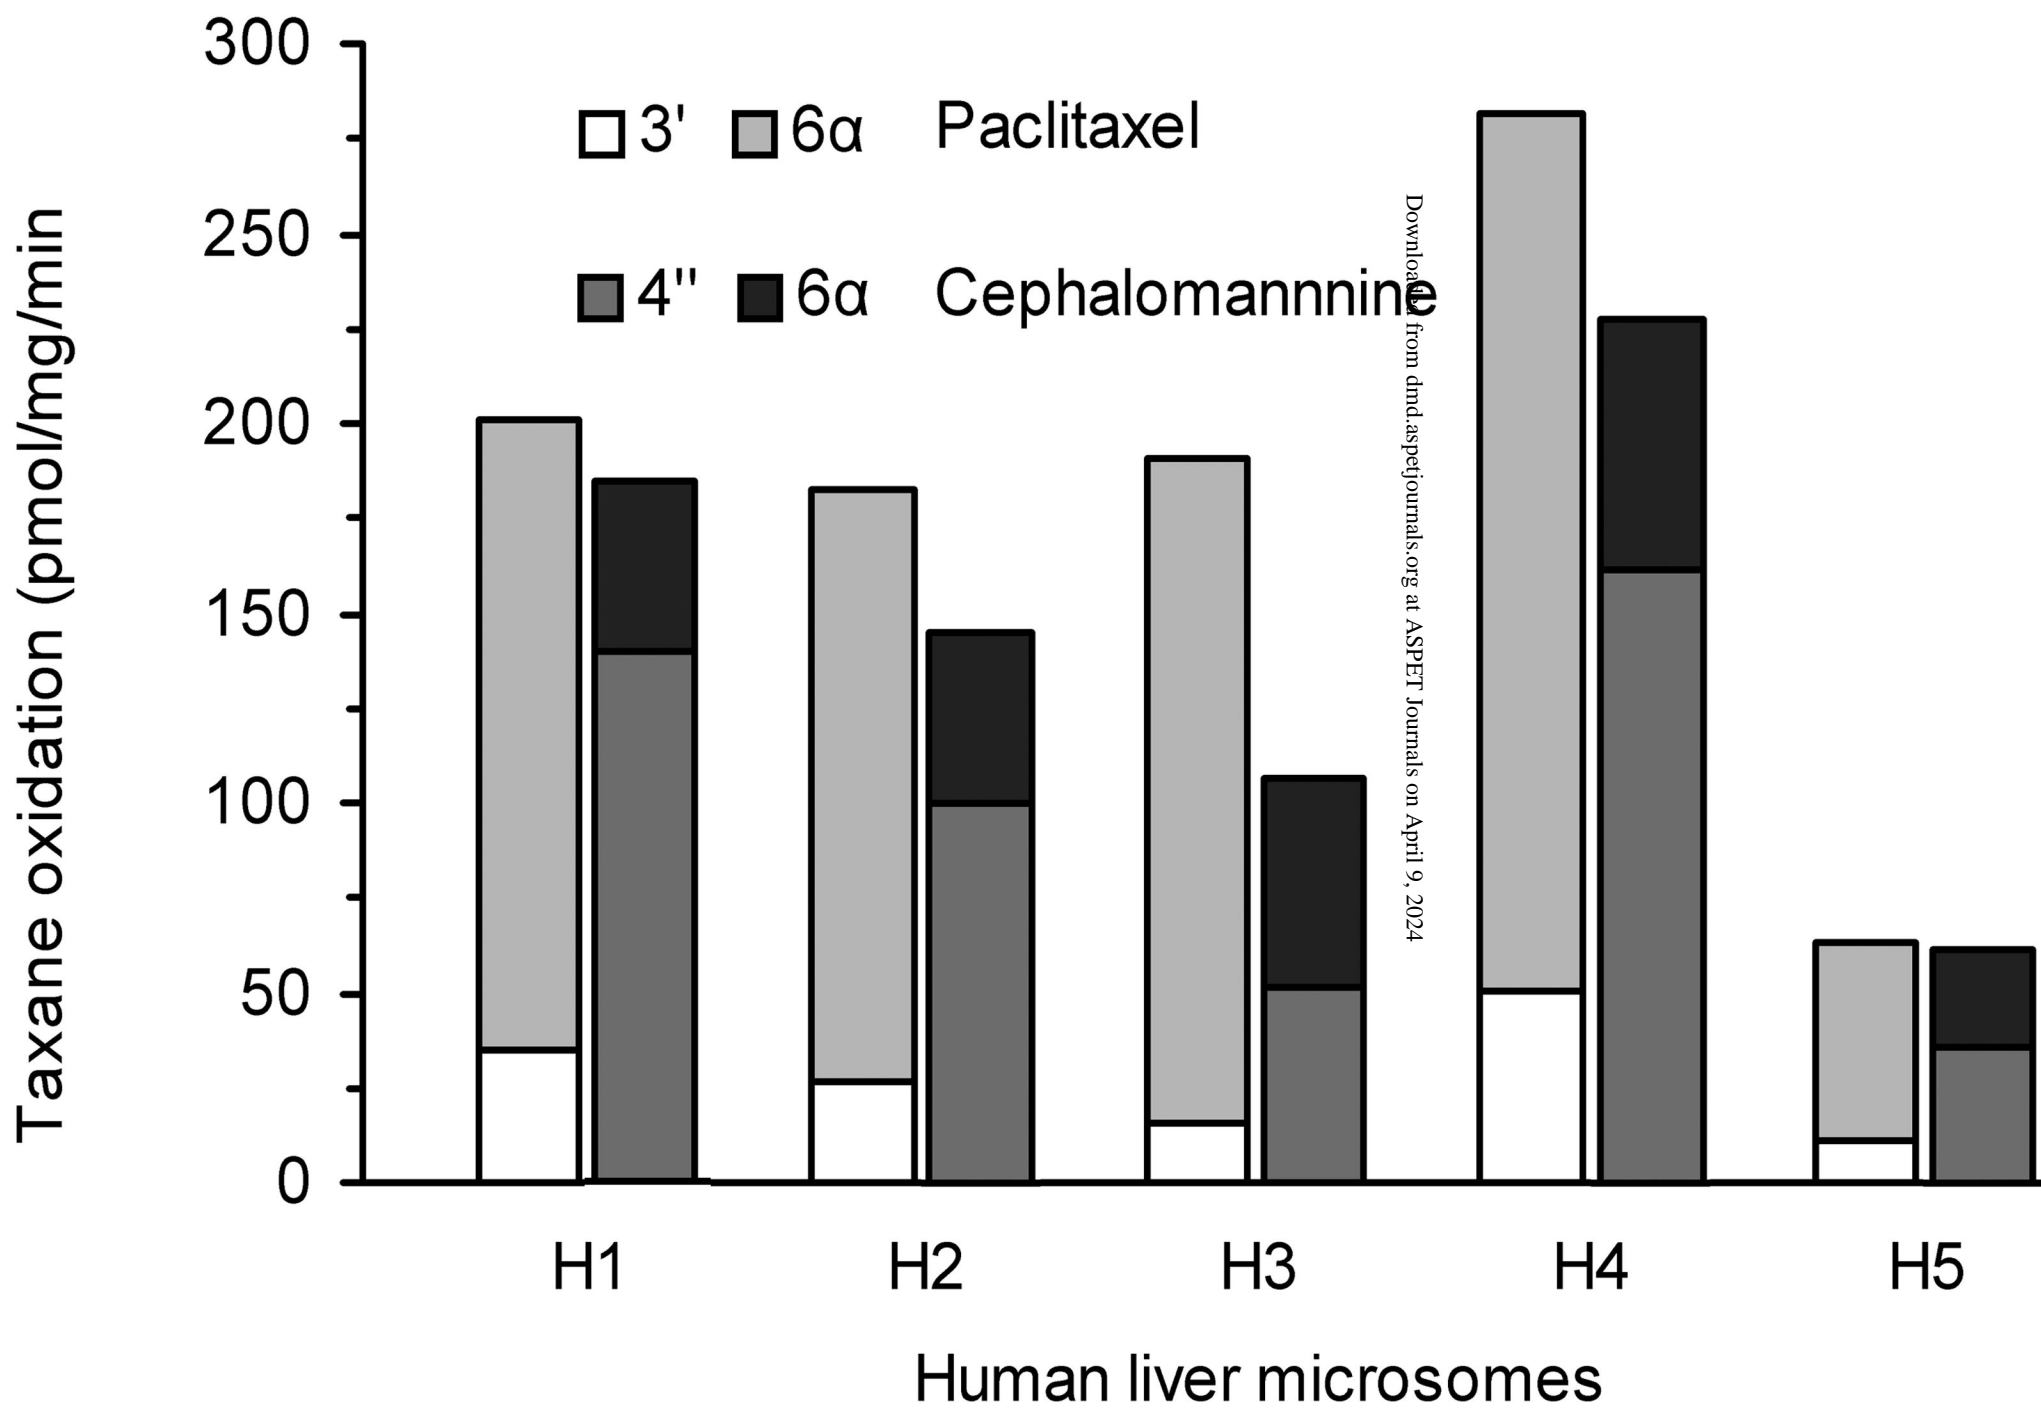 300
250
200
150
100
50
0
Taxane oxidation (pmol/mg/min
3' 6α Paclitaxel
4" 6α Cephalomannnine
Downloaded from dmd.aspetjournals.org at ASPET Journals on April 9, 2024
H1 H2 H3 H4 H5
Human liver microsomes